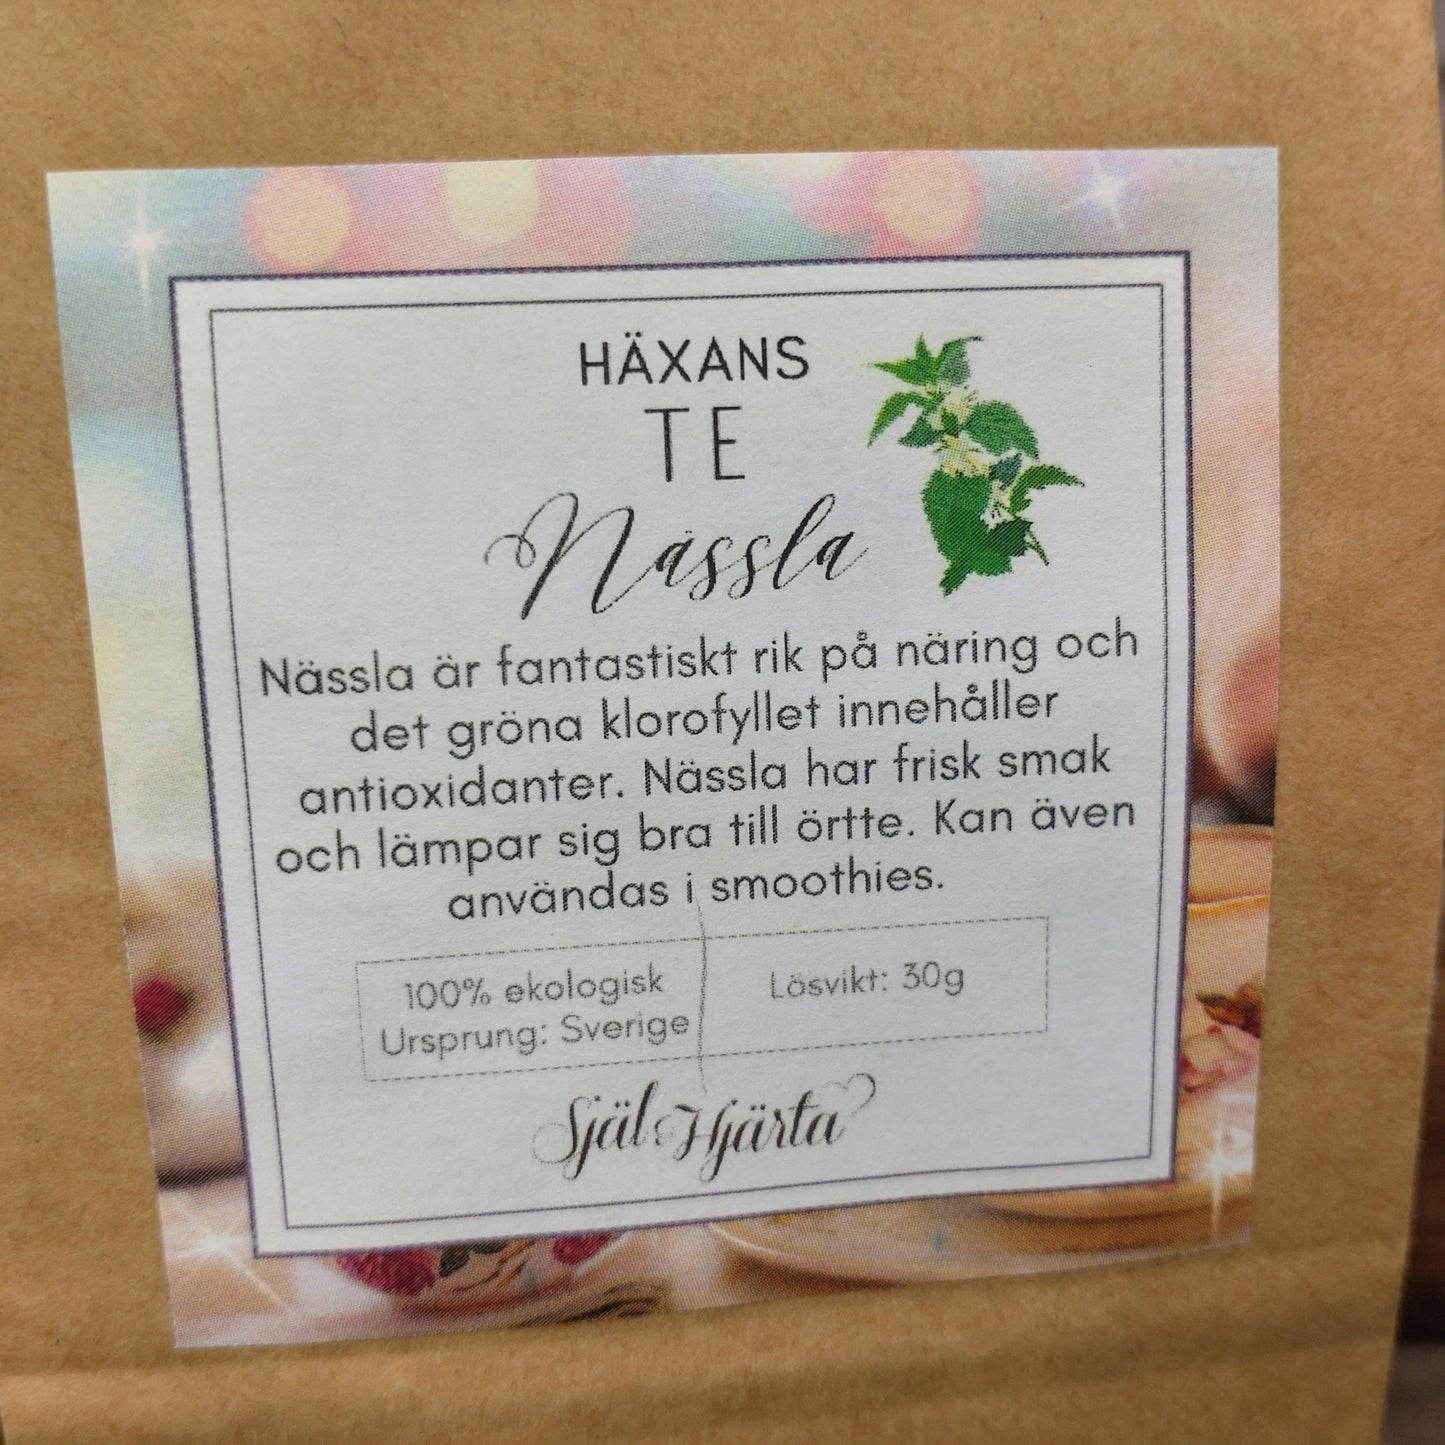 HÄXANS
TE
Nässla
Nässla är fantastiskt rik på näring och
det gröna klorofyllet innehåller
antioxidanter. Nässla har frisk smak
och lämpar sig bra till örtte. Kan även
användas i smoothies.
100% ekologisk
Ursprung: Sverige
Lösvikt: 30g
Själ Hjärta